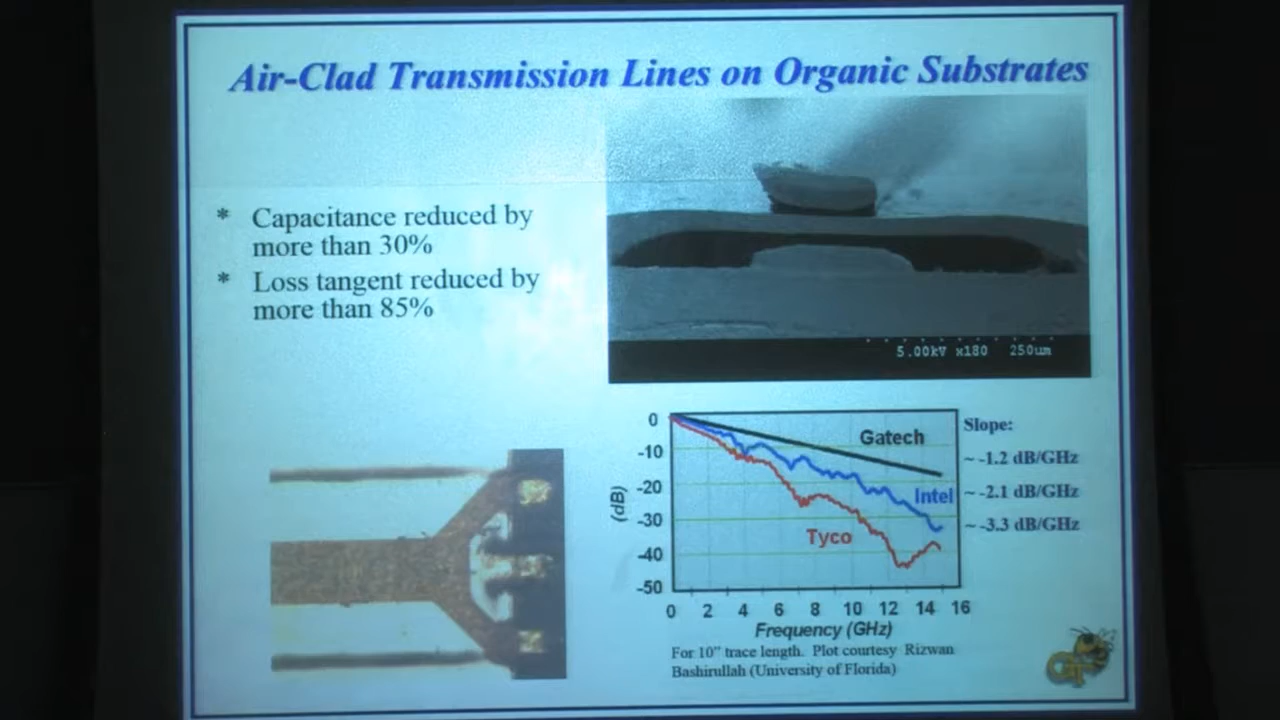 Air-Clad Transmission Lines on Organic Substrates
* Capacitance reduced by
more than 30%
* Loss tangent reduced by
more than 85%
5.00kV x180 250um
0
-10
-20
-30
-40
-50
(dB)
Gatech
Intel
Tyco
0 2 4 6 8 10 12 14 16
Frequency (GHz)
Slope:
~ -1.2 dB/GHz
~ -2.1 dB/GHz
~ -3.3 dB/GHz
For 10" trace length. Plot courtesy Rizwan
Bashirullah (University of Florida)
GT